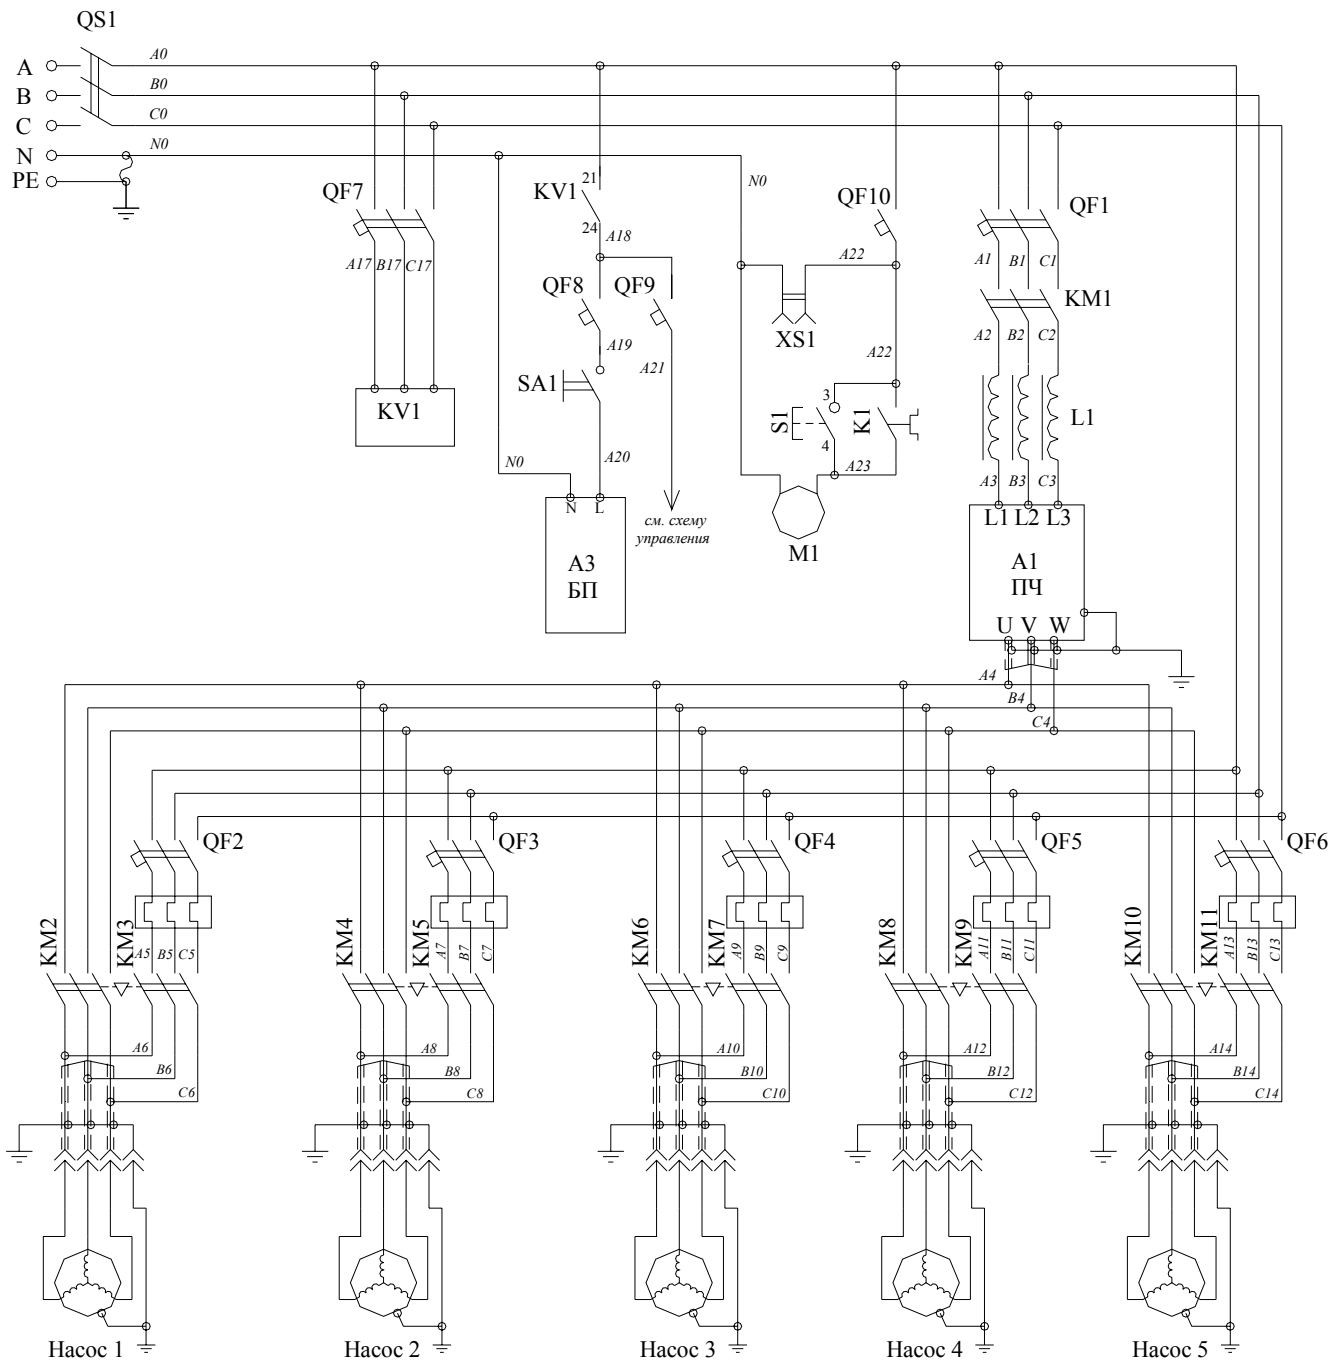 QS1
A
A0
B
B0
C
C0
N
N0
PE
QF7
KV1
21
24
A18
N0
QF10
QF1
A17
B17
C17
A22
A1
B1
C1
QF8
QF9
KM1
XS1
A19
A21
A22
A2
B2
C2
SA1
KV1
S1
3
4
K1
L1
N0
A20
A23
A3
B3
C3
N
L
см. схему
управления
M1
L1
L2
L3
А3
БП
А1
ПЧ
U
V
W
A4
B4
C4
QF2
QF3
QF4
QF5
QF6
KM2
KM3
A5
B5
C5
KM4
KM5
A7
B7
C7
KM6
KM7
A9
B9
C9
KM8
KM9
A11
B11
C11
KM10
KM11
A13
B13
C13
A6
B6
C6
A8
B8
C8
A10
B10
C10
A12
B12
C12
A14
B14
C14
Насос 1
Насос 2
Насос 3
Насос 4
Насос 5